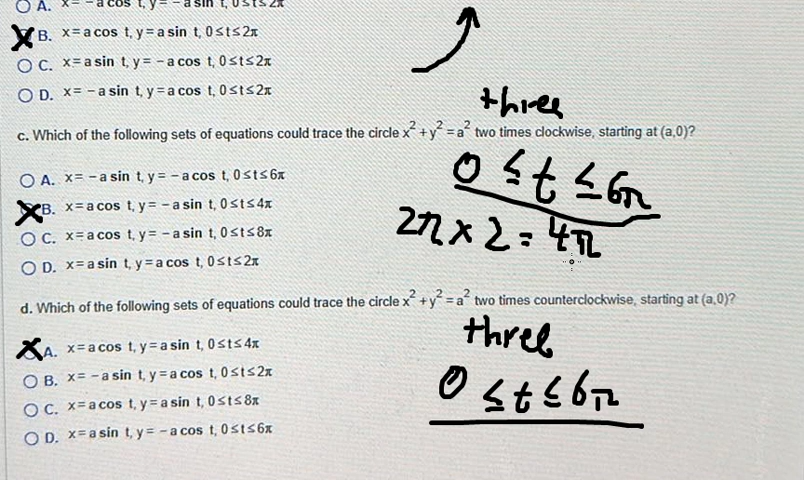 A. x= −a cos t, y= −a sin t, 0≤t≤2π
X B. x=a cos t, y=a sin t, 0≤t≤2π
C. x=a sin t, y= −a cos t, 0≤t≤2π
D. x= −a sin t, y=a cos t, 0≤t≤2π
three
c. Which of the following sets of equations could trace the circle x²+y²=a² two times clockwise, starting at (a,0)?
A. x= −a sin t, y= −a cos t, 0≤t≤6π
X B. x=a cos t, y= −a sin t, 0≤t≤4π
C. x=a cos t, y= −a sin t, 0≤t≤8π
D. x=a sin t, y=a cos t, 0≤t≤2π
0 ≤ t ≤ 6π
2π x 2 = 4π
d. Which of the following sets of equations could trace the circle x²+y²=a² two times counterclockwise, starting at (a,0)?
three
X A. x=a cos t, y=a sin t, 0≤t≤4π
B. x= −a sin t, y=a cos t, 0≤t≤2π
C. x=a cos t, y=a sin t, 0≤t≤8π
D. x=a sin t, y= −a cos t, 0≤t≤6π
0 ≤ t ≤ 6π